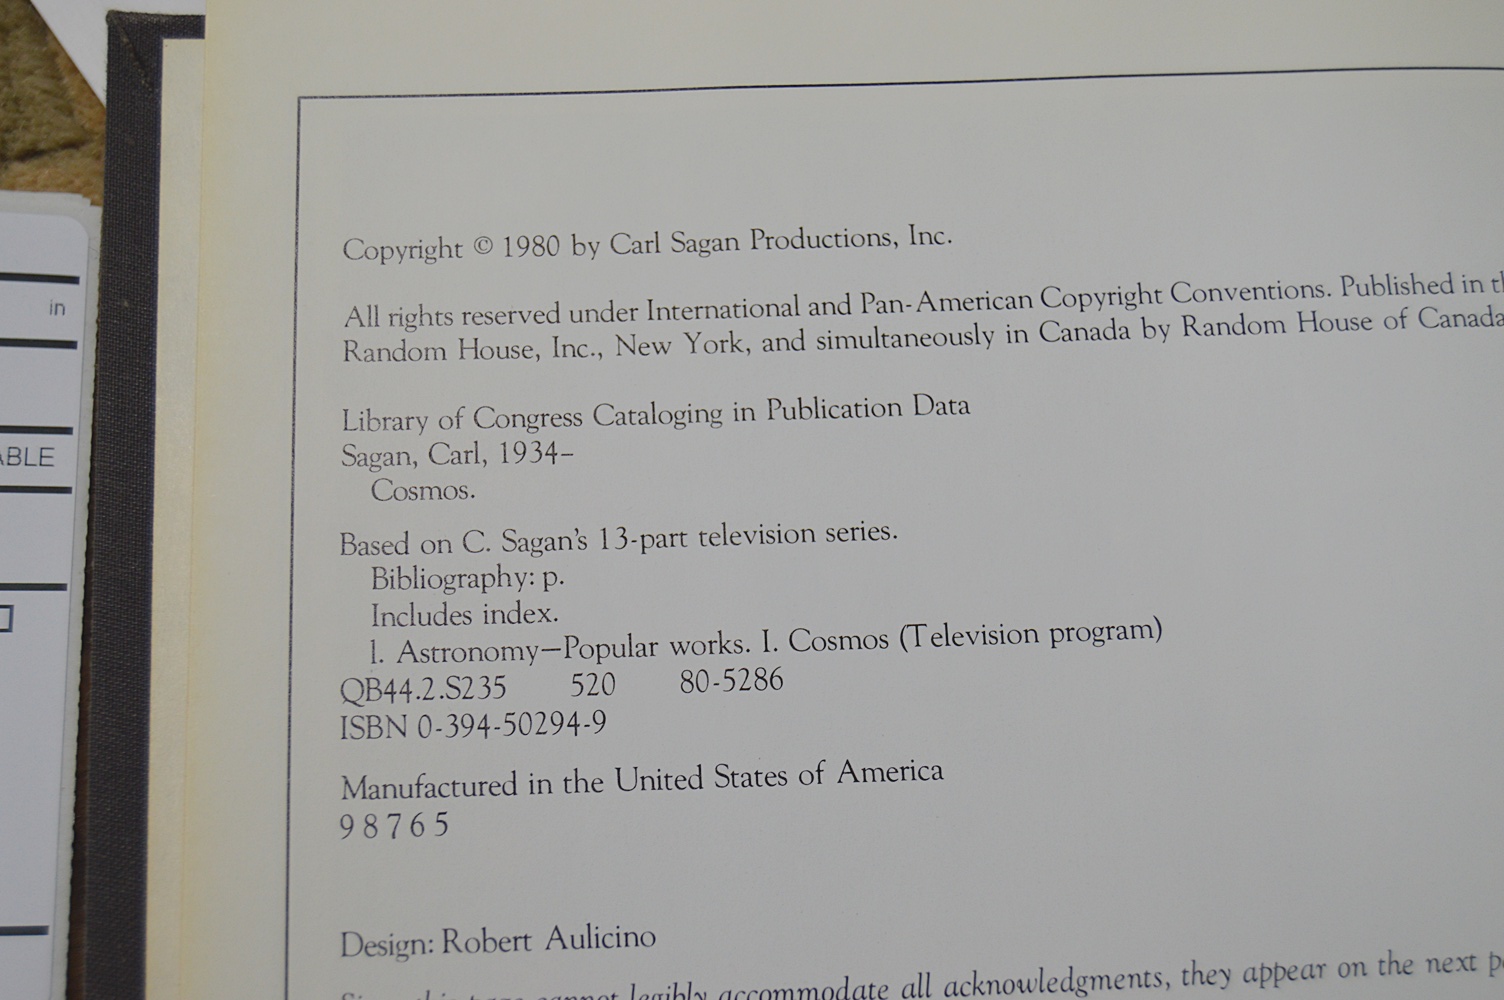 in
ABLE
Copyright © 1980 by Carl Sagan Productions, Inc.
All rights reserved under International and Pan-American Copyright Conventions. Published in th
Random House, Inc., New York, and simultaneously in Canada by Random House of Canada
Library of Congress Cataloging in Publication Data
Sagan, Carl, 1934–
Cosmos.
Based on C. Sagan's 13-part television series.
Bibliography: p.
Includes index.
1. Astronomy—Popular works. I. Cosmos (Television program)
QB44.2.S235 520 80-5286
ISBN 0-394-50294-9
Manufactured in the United States of America
9 8 7 6 5
Design: Robert Aulicino
cannot legibly accommodate all acknowledgments, they appear on the next p